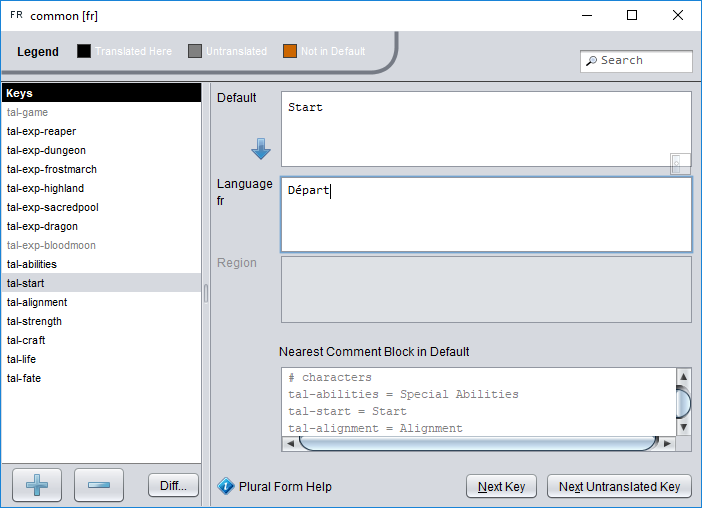 FR common [fr]
Legend Translated Here Untranslated Not in Default
Search
Keys
tal-game
tal-exp-reaper
tal-exp-dungeon
tal-exp-frostmarch
tal-exp-highland
tal-exp-sacredpool
tal-exp-dragon
tal-exp-bloodmoon
tal-abilities
tal-start
tal-alignment
tal-strength
tal-craft
tal-life
tal-fate
Diff...
Default
Start
Language
fr
Départ
Region
Nearest Comment Block in Default
# characters
tal-abilities = Special Abilities
tal-start = Start
tal-alignment = Alignment
Plural Form Help
Next Key
Next Untranslated Key